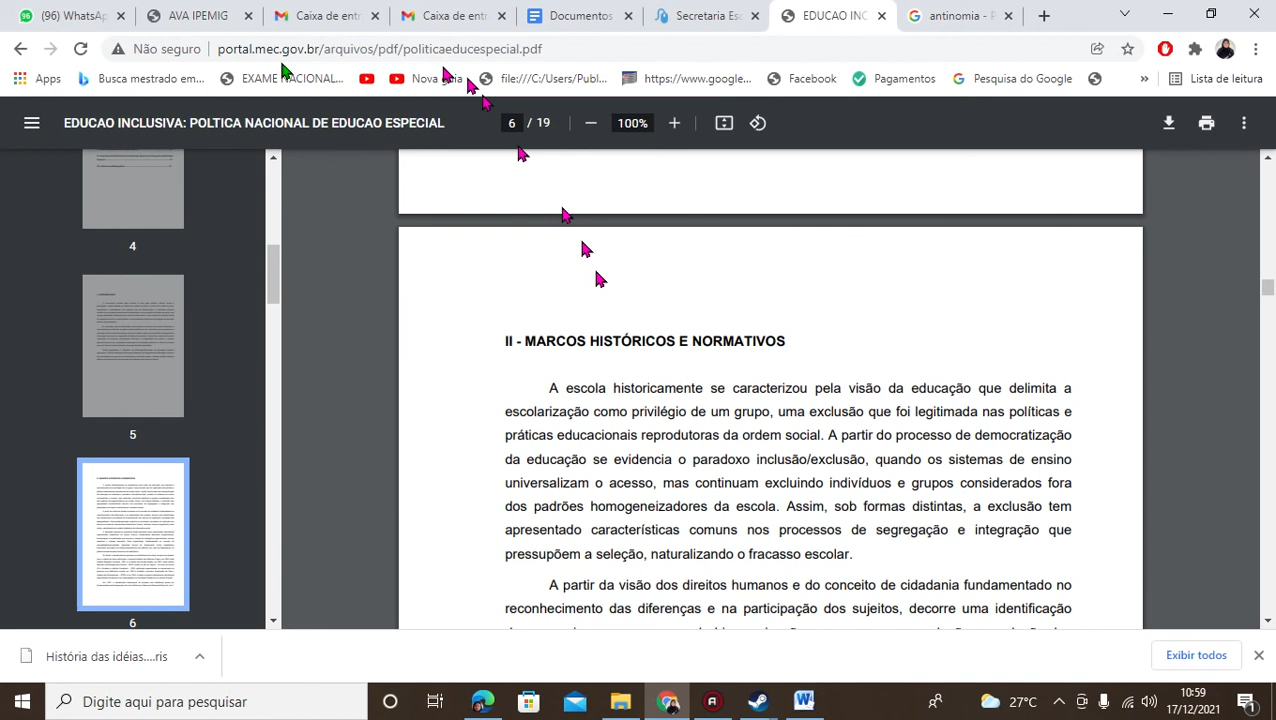 (96) WhatsAp
AVA IPEMIG
Caixa de entr
Caixa de entr
Documentos
Secretaria Es
EDUCAO INC
antinomia - P
Não seguro | portal.mec.gov.br/arquivos/pdf/politicaeducespecial.pdf
Apps
Busca mestrado em...
EXAME NACIONAL...
Nova guia
file:///C:/Users/Publ...
https://www.google...
Facebook
Pagamentos
Pesquisa do Google
»
Lista de leitura
EDUCAO INCLUSIVA: POLTICA NACIONAL DE EDUCAO ESPECIAL
6 / 19
100%
4
5
6
II - MARCOS HISTÓRICOS E NORMATIVOS
A escola historicamente se caracterizou pela visão da educação que delimita a
escolarização como privilégio de um grupo, uma exclusão que foi legitimada nas políticas e
práticas educacionais reprodutoras da ordem social. A partir do processo de democratização
da educação se evidencia o paradoxo inclusão/exclusão, quando os sistemas de ensino
universalizam o acesso, mas continuam excluindo indivíduos e grupos considerados fora
dos padrões homogeneizadores da escola. Assim, sob formas distintas, a exclusão tem
apresentado características comuns nos processos de segregação e integração que
pressupõem a seleção, naturalizando o fracasso escolar.
A partir da visão dos direitos humanos e do conceito de cidadania fundamentado no
reconhecimento das diferenças e na participação dos sujeitos, decorre uma identificação
História das idéias....ris
Exibir todos
Digite aqui para pesquisar
27°C
10:59
17/12/2021
1